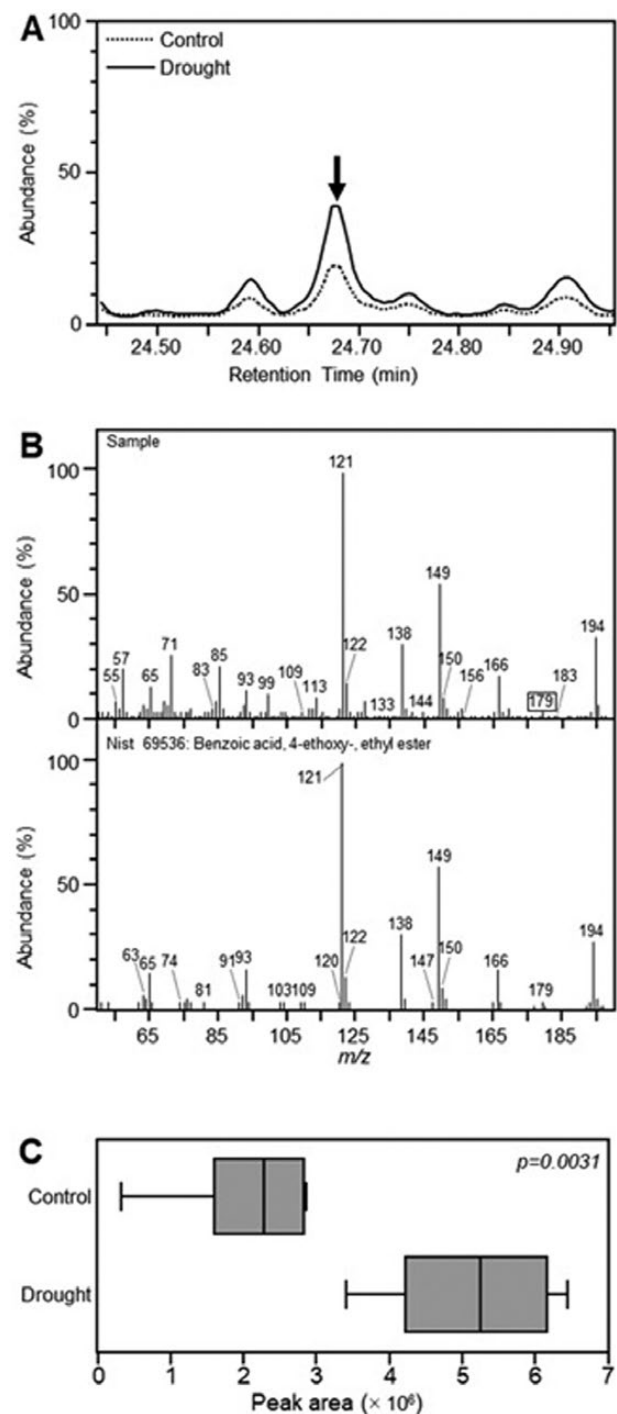 A
100
Control
Drought
Abundance (%)
50
0
24.50 24.60 24.70 24.80 24.90
Retention Time (min)
B
Sample
100
121
Abundance (%)
50
149
194
71
138
57
55
65
83
85
93
99
109
113
122
133
144
150
156
166
179
183
0
Nist 69536: Benzoic acid, 4-ethoxy-, ethyl ester
100
121
Abundance (%)
50
149
138
194
63
65
74
81
91
93
103
109
120
122
147
150
166
179
0
65 85 105 125 145 165 185
m/z
C
p=0.0031
Control
Drought
0 1 2 3 4 5 6 7
Peak area (× 10⁶)